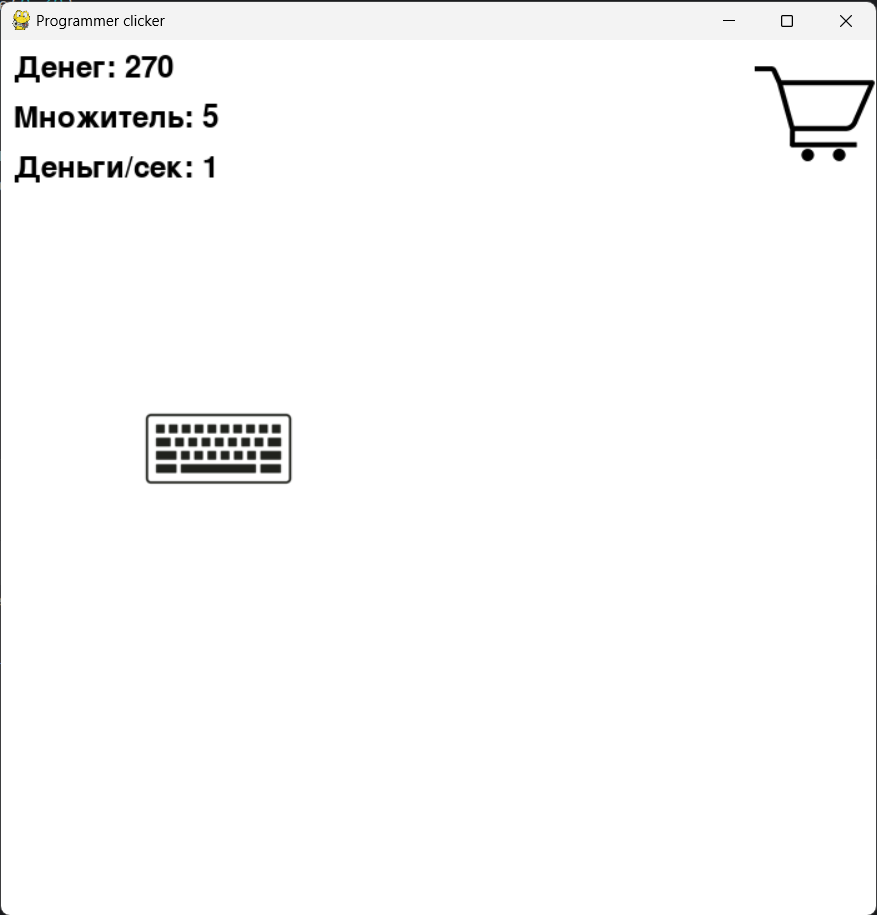 Programmer clicker
Денег: 270
Множитель: 5
Деньги/сек: 1